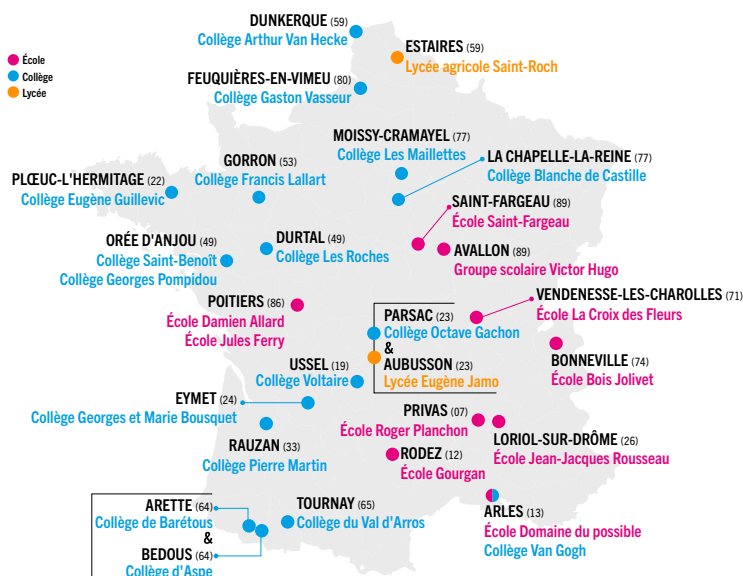 École
Collège
Lycée
DUNKERQUE (59)
Collège Arthur Van Hecke
ESTAIRES (59)
Lycée agricole Saint-Roch
FEUQUIÈRES-EN-VIMEU (80)
Collège Gaston Vasseur
MOISSY-CRAMAYEL (77)
Collège Les Maillettes
LA CHAPELLE-LA-REINE (77)
Collège Blanche de Castille
GORRON (53)
Collège Francis Lallart
PLŒUC-L'HERMITAGE (22)
Collège Eugène Guillevic
SAINT-FARGEAU (89)
École Saint-Fargeau
AVALLON (89)
Groupe scolaire Victor Hugo
ORÉE D'ANJOU (49)
Collège Saint-Benoît
Collège Georges Pompidou
DURTAL (49)
Collège Les Roches
VENDENESSE-LES-CHAROLLES (71)
École La Croix des Fleurs
POITIERS (86)
École Damien Allard
École Jules Ferry
PARSAC (23)
Collège Octave Gachon
&
AUBUSSON (23)
Lycée Eugène Jamo
BONNEVILLE (74)
École Bois Jolivet
USSEL (19)
Collège Voltaire
EYMET (24)
Collège Georges et Marie Bousquet
PRIVAS (07)
École Roger Planchon
LORIOL-SUR-DRÔME (26)
École Jean-Jacques Rousseau
RAUZAN (33)
Collège Pierre Martin
RODEZ (12)
École Gourgan
ARETTE (64)
Collège de Barétous
&
BEDOUS (64)
Collège d'Aspe
TOURNAY (65)
Collège du Val d'Arros
ARLES (13)
École Domaine du possible
Collège Van Gogh